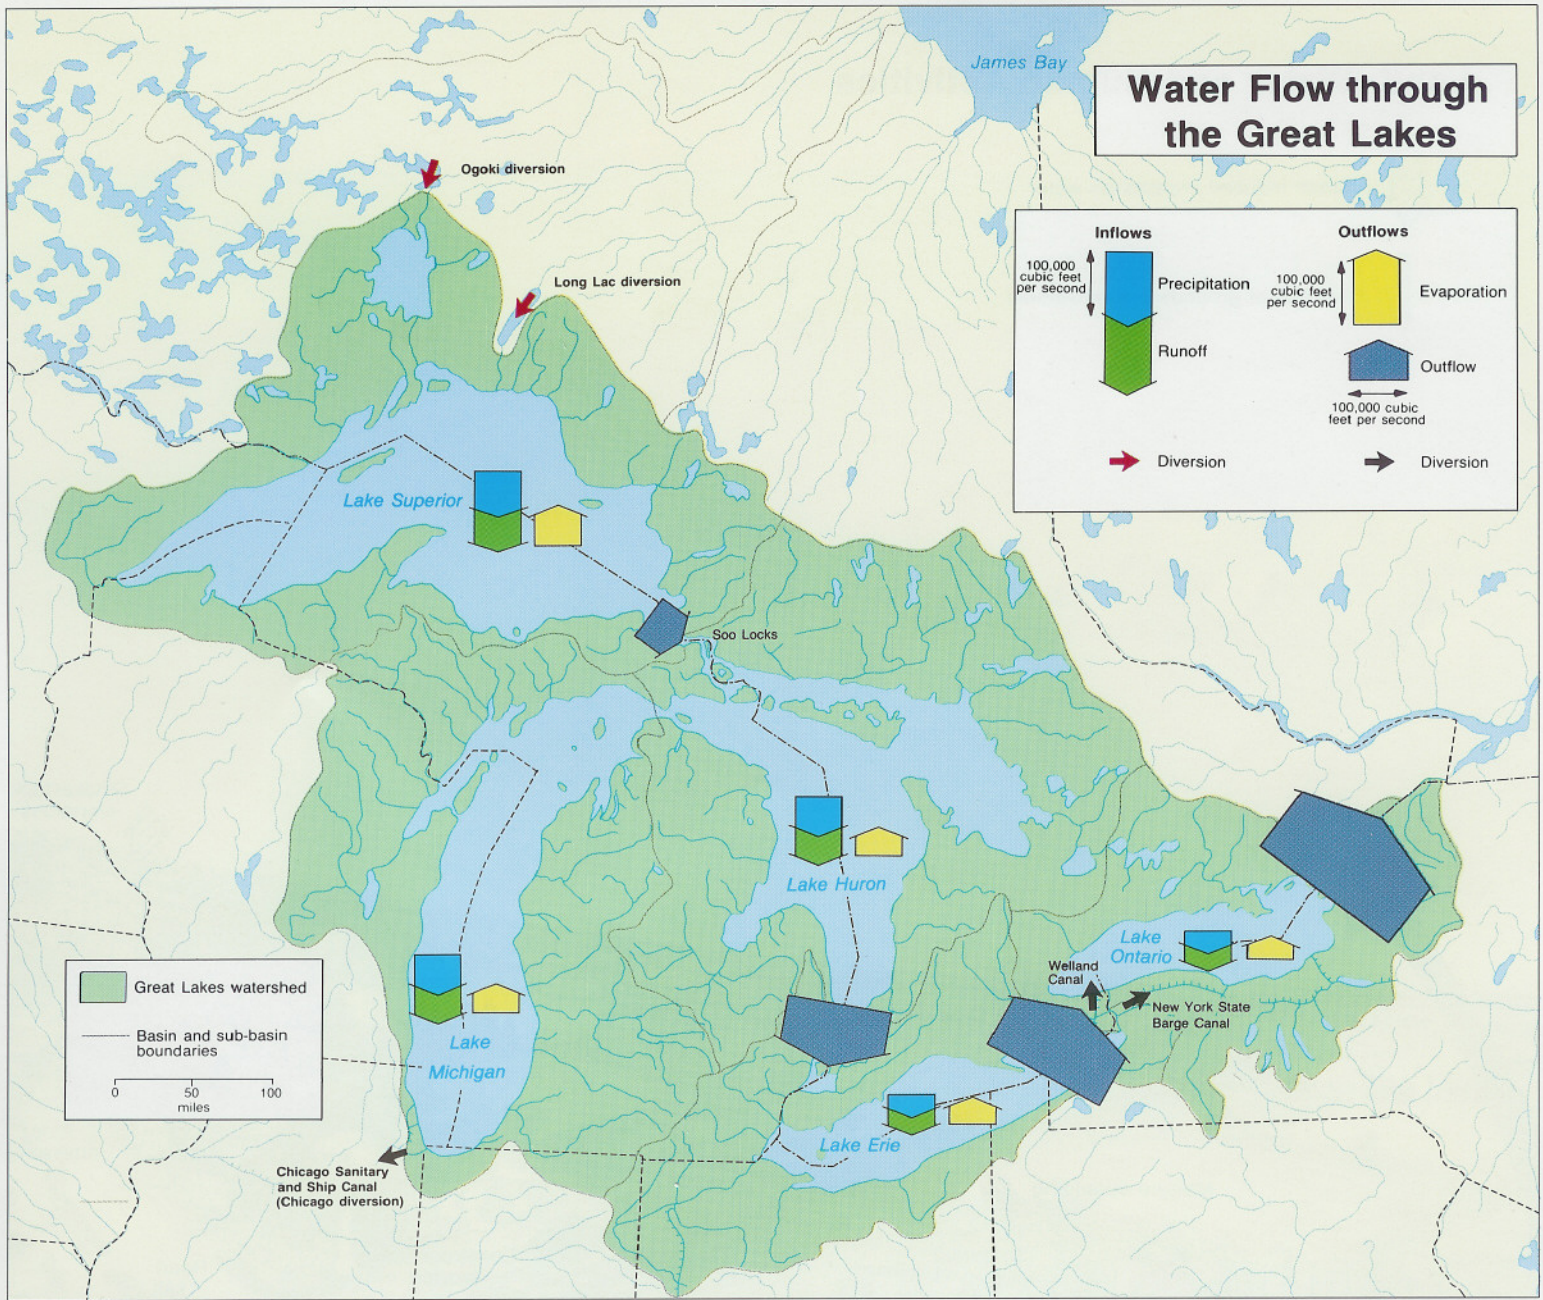 James Bay
Water Flow through
the Great Lakes
Ogoki diversion
Long Lac diversion
Inflows
Outflows
100,000
cubic feet
per second
Precipitation
Runoff
100,000
cubic feet
per second
Evaporation
Outflow
100,000 cubic
feet per second
Diversion
Diversion
Lake Superior
Soo Locks
Lake Huron
Lake
Ontario
Welland
Canal
New York State
Barge Canal
Great Lakes watershed
Basin and sub-basin
boundaries
0 50 100
miles
Lake
Michigan
Lake Erie
Chicago Sanitary
and Ship Canal
(Chicago diversion)